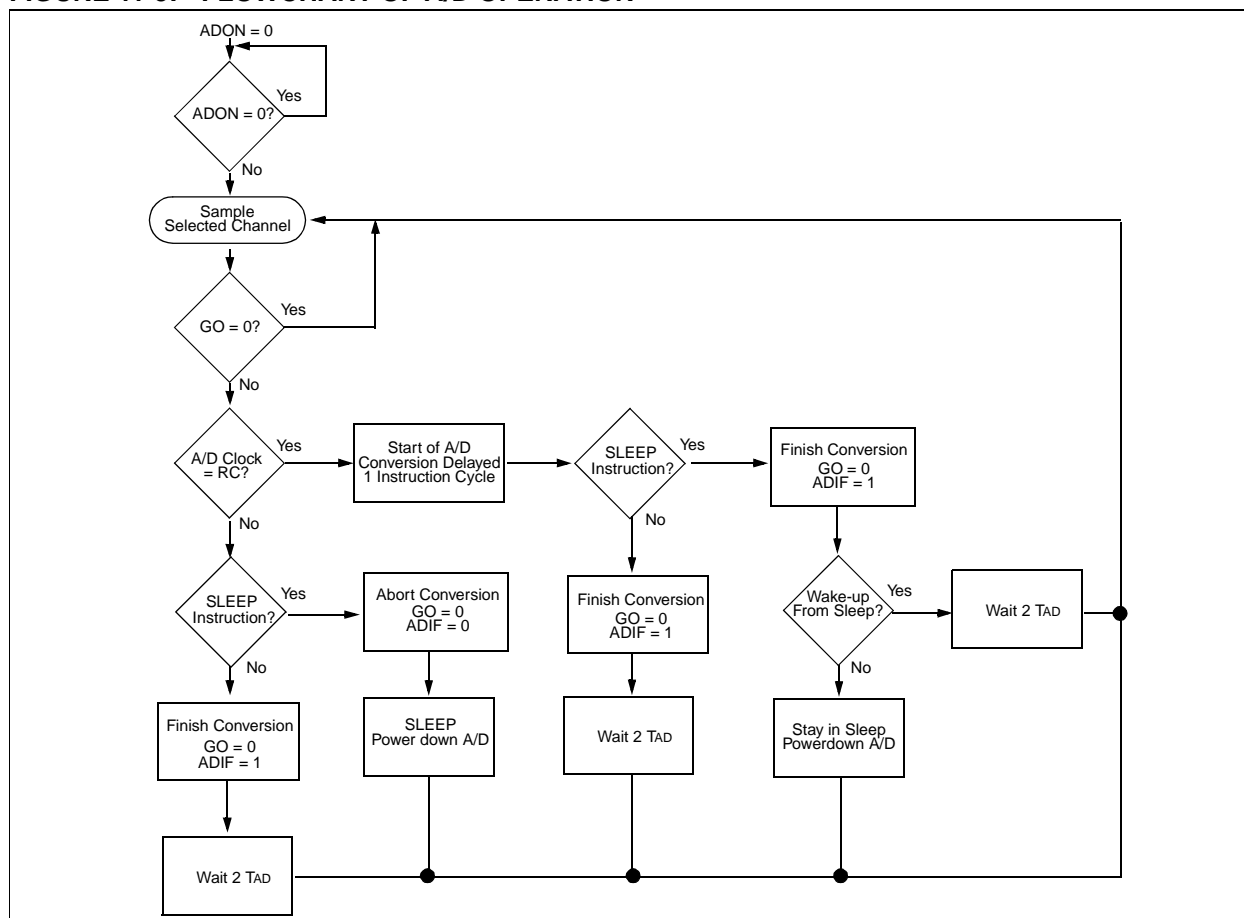 ADON = 0
ADON = 0?
Yes
No
Sample
Selected Channel
GO = 0?
Yes
No
A/D Clock
= RC?
Yes
No
Start of A/D
Conversion Delayed
1 Instruction Cycle
SLEEP
Instruction?
Yes
No
Finish Conversion
GO = 0
ADIF = 1
SLEEP
Instruction?
Yes
No
Abort Conversion
GO = 0
ADIF = 0
Finish Conversion
GO = 0
ADIF = 1
Wake-up
From Sleep?
Yes
No
Wait 2 TAD
Finish Conversion
GO = 0
ADIF = 1
SLEEP
Power down A/D
Wait 2 TAD
Stay in Sleep
Powerdown A/D
Wait 2 TAD